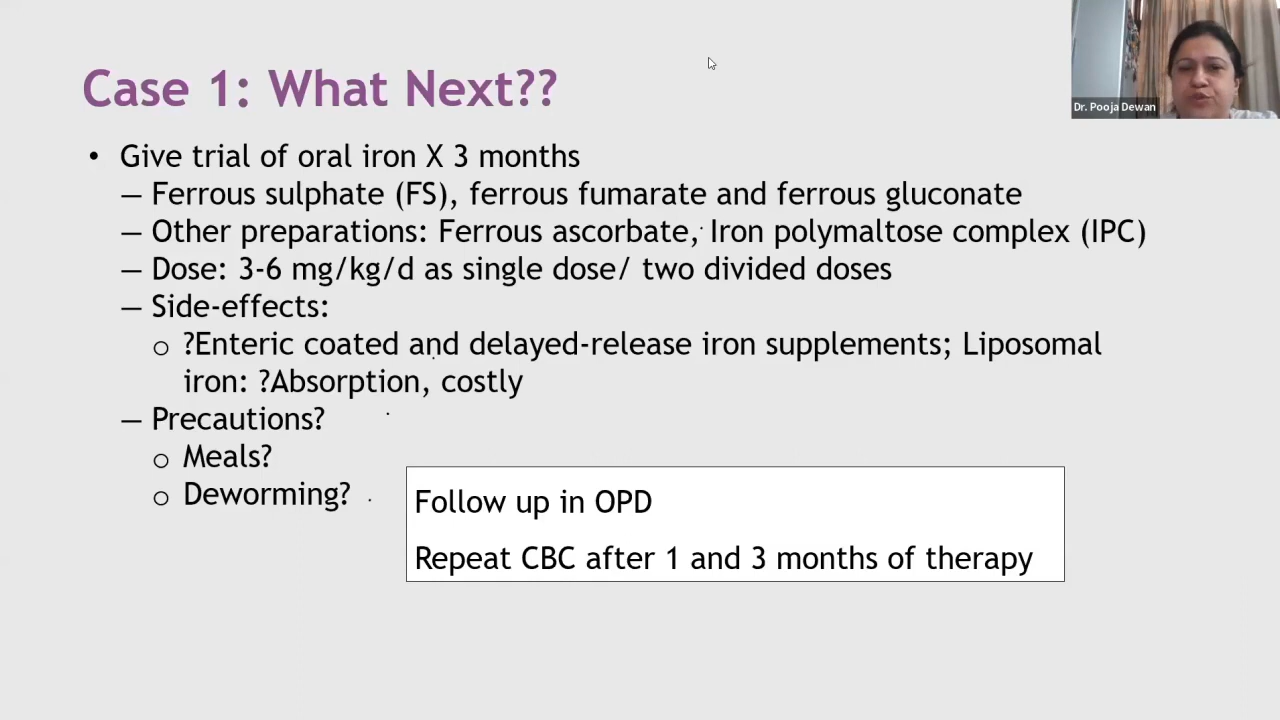 Case 1: What Next??
Dr. Pooja Dewan
• Give trial of oral iron X 3 months
– Ferrous sulphate (FS), ferrous fumarate and ferrous gluconate
– Other preparations: Ferrous ascorbate, Iron polymaltose complex (IPC)
– Dose: 3-6 mg/kg/d as single dose/ two divided doses
– Side-effects:
o ?Enteric coated and delayed-release iron supplements; Liposomal
iron: ?Absorption, costly
– Precautions?
o Meals?
o Deworming?
Follow up in OPD
Repeat CBC after 1 and 3 months of therapy